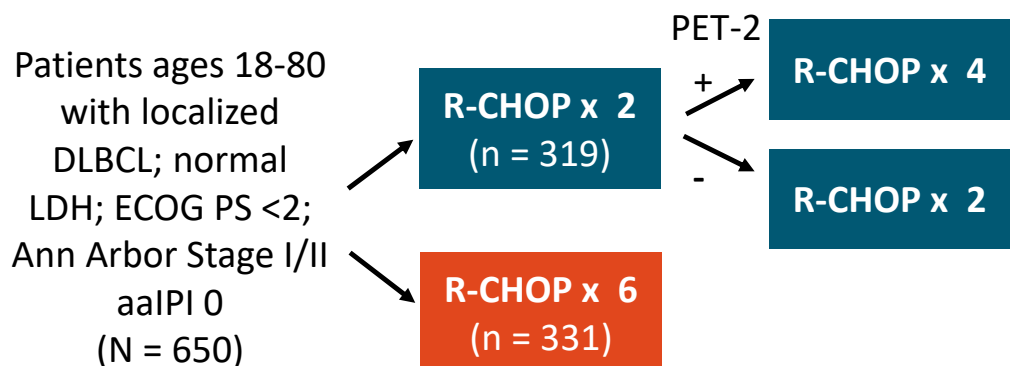 Patients ages 18-80
with localized
DLBCL; normal
LDH; ECOG PS <2;
Ann Arbor Stage I/II
aaIPI 0
(N = 650)
R-CHOP x 2
(n = 319)
R-CHOP x 6
(n = 331)
PET-2
+
-
R-CHOP x 4
R-CHOP x 2